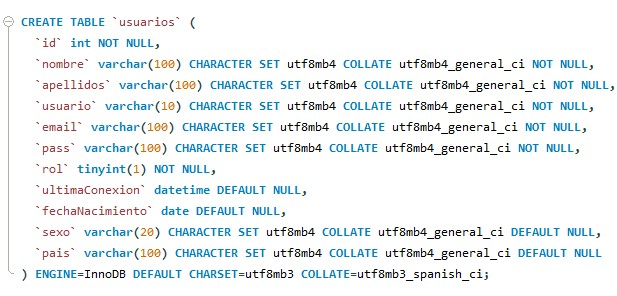 CREATE TABLE `usuarios` (
`id` int NOT NULL,
`nombre` varchar(100) CHARACTER SET utf8mb4 COLLATE utf8mb4_general_ci NOT NULL,
`apellidos` varchar(100) CHARACTER SET utf8mb4 COLLATE utf8mb4_general_ci NOT NULL,
`usuario` varchar(10) CHARACTER SET utf8mb4 COLLATE utf8mb4_general_ci NOT NULL,
`email` varchar(100) CHARACTER SET utf8mb4 COLLATE utf8mb4_general_ci NOT NULL,
`pass` varchar(100) CHARACTER SET utf8mb4 COLLATE utf8mb4_general_ci NOT NULL,
`rol` tinyint(1) NOT NULL,
`ultimaConexion` datetime DEFAULT NULL,
`fechaNacimiento` date DEFAULT NULL,
`sexo` varchar(20) CHARACTER SET utf8mb4 COLLATE utf8mb4_general_ci DEFAULT NULL,
`pais` varchar(100) CHARACTER SET utf8mb4 COLLATE utf8mb4_general_ci DEFAULT NULL
) ENGINE=InnoDB DEFAULT CHARSET=utf8mb3 COLLATE=utf8mb3_spanish_ci;